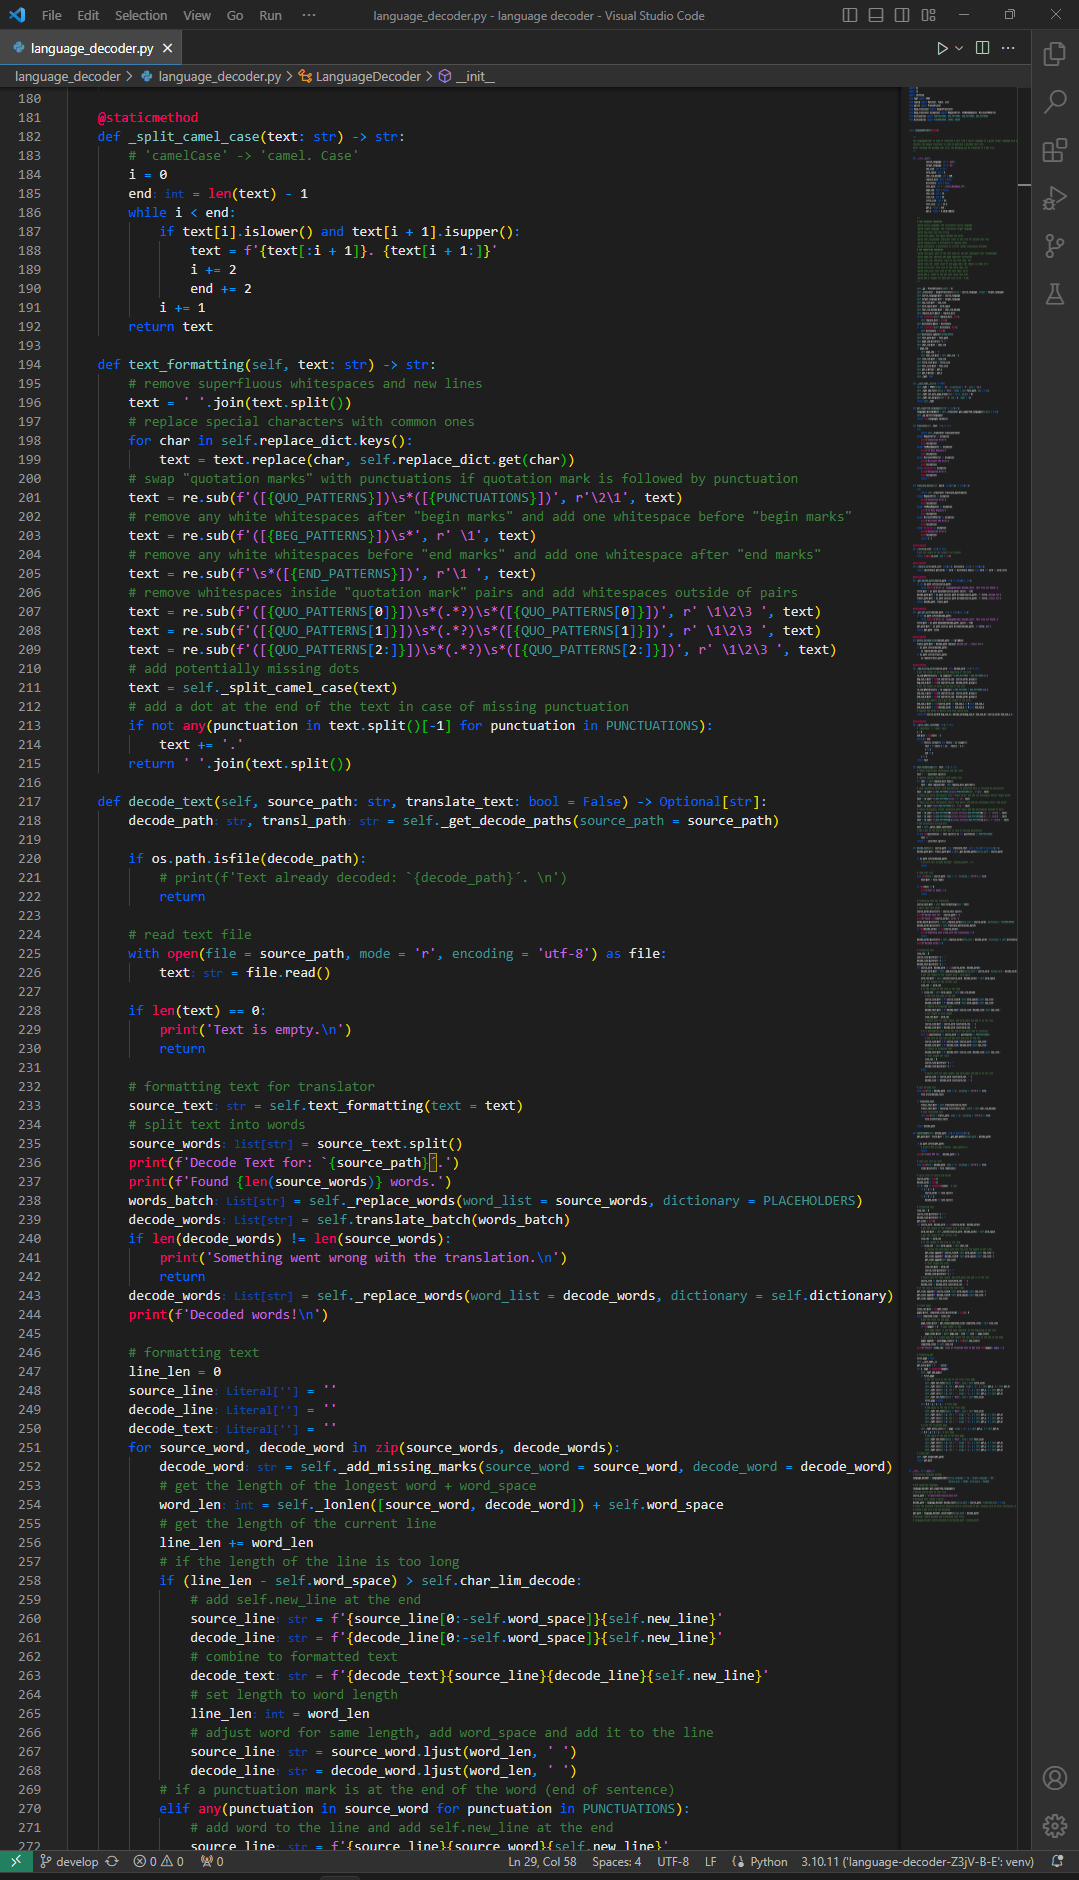 File Edit Selection View Go Run ··· language_decoder.py - language decoder - Visual Studio Code
language_decoder.py
language_decoder > language_decoder.py > LanguageDecoder > __init__
180
181 @staticmethod
182 def _split_camel_case(text: str) -> str:
183 # 'camelCase' -> 'camel. Case'
184 i = 0
185 end: int = len(text) - 1
186 while i < end:
187 if text[i].islower() and text[i + 1].isupper():
188 text = f'{text[:i + 1]}. {text[i + 1:]}'
189 i += 2
190 end += 2
191 i += 1
192 return text
193
194 def text_formatting(self, text: str) -> str:
195 # remove superfluous whitespaces and new lines
196 text = ' '.join(text.split())
197 # replace special characters with common ones
198 for char in self.replace_dict.keys():
199 text = text.replace(char, self.replace_dict.get(char))
200 # swap "quotation marks" with punctuations if quotation mark is followed by punctuation
201 text = re.sub(f'([{QUO_PATTERNS}])\s*([{PUNCTUATIONS}])', r'\2\1', text)
202 # remove any white whitespaces after "begin marks" and add one whitespace before "begin marks"
203 text = re.sub(f'([{BEG_PATTERNS}])\s*', r' \1', text)
204 # remove any white whitespaces before "end marks" and add one whitespace after "end marks"
205 text = re.sub(f'\s*([{END_PATTERNS}])', r'\1 ', text)
206 # remove whitespaces inside "quotation mark" pairs and add whitespaces outside of pairs
207 text = re.sub(f'([{QUO_PATTERNS[0]}])\s*(.*?)\s*([{QUO_PATTERNS[0]}])', r' \1\2\3 ', text)
208 text = re.sub(f'([{QUO_PATTERNS[1]}])\s*(.*?)\s*([{QUO_PATTERNS[1]}])', r' \1\2\3 ', text)
209 text = re.sub(f'([{QUO_PATTERNS[2:]}])\s*(.*?)\s*([{QUO_PATTERNS[2:]}])', r' \1\2\3 ', text)
210 # add potentially missing dots
211 text = self._split_camel_case(text)
212 # add a dot at the end of the text in case of missing punctuation
213 if not any(punctuation in text.split()[-1] for punctuation in PUNCTUATIONS):
214 text += '.'
215 return ' '.join(text.split())
216
217 def decode_text(self, source_path: str, translate_text: bool = False) -> Optional[str]:
218 decode_path: str, transl_path: str = self._get_decode_paths(source_path = source_path)
219
220 if os.path.isfile(decode_path):
221 # print(f'Text already decoded: `{decode_path}´. \n')
222 return
223
224 # read text file
225 with open(file = source_path, mode = 'r', encoding = 'utf-8') as file:
226 text: str = file.read()
227
228 if len(text) == 0:
229 print('Text is empty.\n')
230 return
231
232 # formatting text for translator
233 source_text: str = self.text_formatting(text = text)
234 # split text into words
235 source_words: list[str] = source_text.split()
236 print(f'Decode Text for: `{source_path}´.')
237 print(f'Found {len(source_words)} words.')
238 words_batch: List[str] = self._replace_words(word_list = source_words, dictionary = PLACEHOLDERS)
239 decode_words: List[str] = self.translate_batch(words_batch)
240 if len(decode_words) != len(source_words):
241 print('Something went wrong with the translation.\n')
242 return
243 decode_words: List[str] = self._replace_words(word_list = decode_words, dictionary = self.dictionary)
244 print(f'Decoded words!\n')
245
246 # formatting text
247 line_len = 0
248 source_line: Literal[''] = ''
249 decode_line: Literal[''] = ''
250 decode_text: Literal[''] = ''
251 for source_word, decode_word in zip(source_words, decode_words):
252 decode_word: str = self._add_missing_marks(source_word = source_word, decode_word = decode_word)
253 # get the length of the longest word + word_space
254 word_len: int = self._lonlen([source_word, decode_word]) + self.word_space
255 # get the length of the current line
256 line_len += word_len
257 # if the length of the line is too long
258 if (line_len - self.word_space) > self.char_lim_decode:
259 # add self.new_line at the end
260 source_line: str = f'{source_line[0:-self.word_space]}{self.new_line}'
261 decode_line: str = f'{decode_line[0:-self.word_space]}{self.new_line}'
262 # combine to formatted text
263 decode_text: str = f'{decode_text}{source_line}{decode_line}{self.new_line}'
264 # set length to word length
265 line_len: int = word_len
266 # adjust word for same length, add word_space and add it to the line
267 source_line: str = source_word.ljust(word_len, ' ')
268 decode_line: str = decode_word.ljust(word_len, ' ')
269 # if a punctuation mark is at the end of the word (end of sentence)
270 elif any(punctuation in source_word for punctuation in PUNCTUATIONS):
271 # add word to the line and add self.new_line at the end
272 source_line: str = f'{source_line}{source_word}{self.new_line}'
develop 0 0 0 Ln 29, Col 58 Spaces: 4 UTF-8 LF Python 3.10.11 ('language-decoder-Z3jV-B-E': venv)